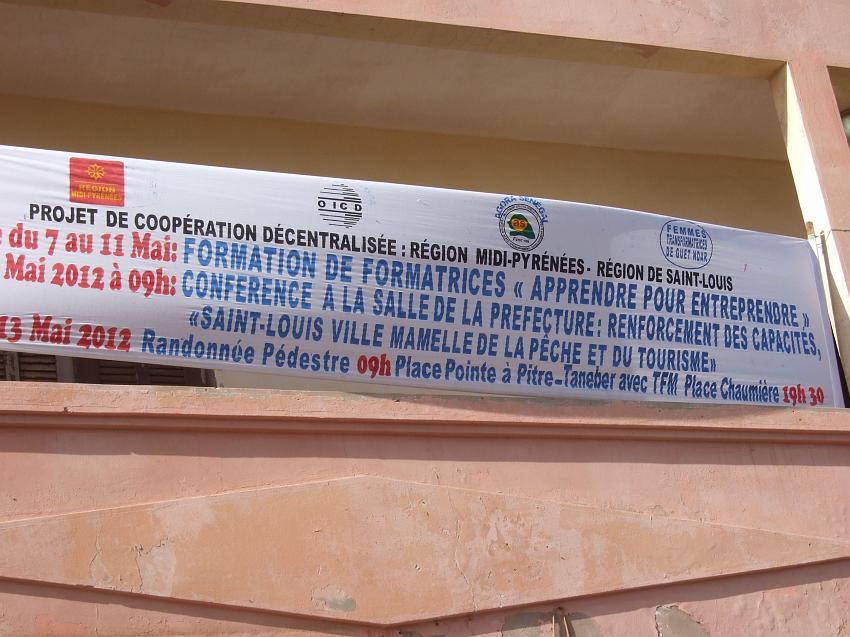 RÉGION
MIDI-PYRÉNÉES
OICD
AGORA SENEGAL
FEMMES
TRANSFORMATRICES
DE GUET NDAR
PROJET DE COOPÉRATION DÉCENTRALISÉE : RÉGION MIDI-PYRÉNÉES - RÉGION DE SAINT-LOUIS
du 7 au 11 Mai: FORMATION DE FORMATRICES « APPRENDRE POUR ENTREPRENDRE »
Mai 2012 à 09h: CONFERENCE A LA SALLE DE LA PREFECTURE: RENFORCEMENT DES CAPACITÉS,
«SAINT-LOUIS VILLE MAMELLE DE LA PÊCHE ET DU TOURISME»
13 Mai 2012 Randonnée Pédestre 09h Place Pointe à Pitre-Taneber avec TFM Place Chaumière 19h 30